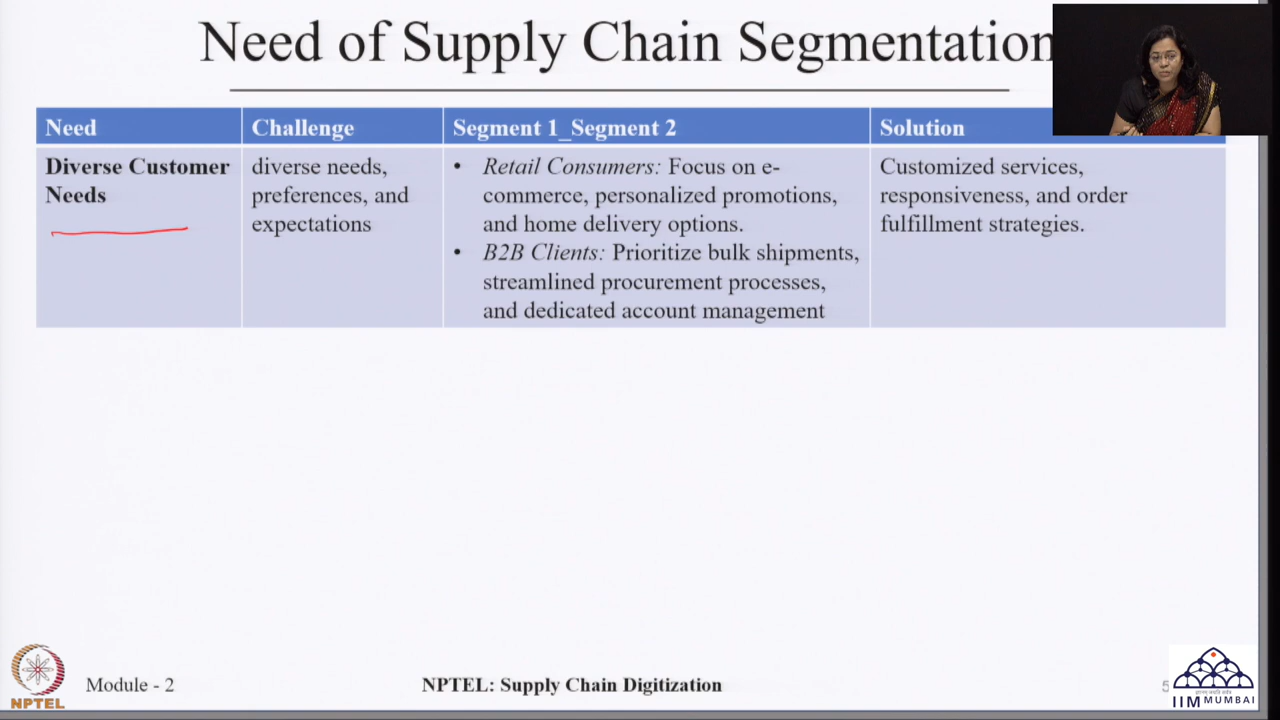 Need of Supply Chain Segmentation
Need
Challenge
Segment 1_Segment 2
Solution
Diverse Customer
Needs
diverse needs,
preferences, and
expectations
• Retail Consumers: Focus on e-
commerce, personalized promotions,
and home delivery options.
• B2B Clients: Prioritize bulk shipments,
streamlined procurement processes,
and dedicated account management
Customized services,
responsiveness, and order
fulfillment strategies.
NPTEL
Module - 2
NPTEL: Supply Chain Digitization
IIM MUMBAI